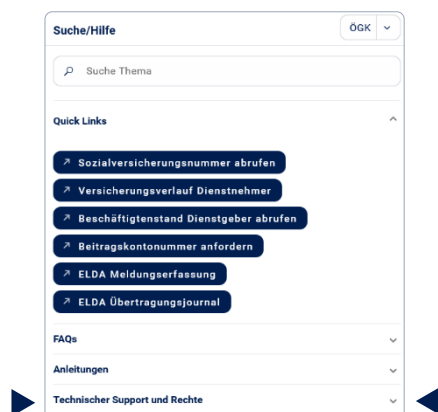 Suche/Hilfe
ÖGK
Suche Thema
Quick Links
Sozialversicherungsnummer abrufen
Versicherungsverlauf Dienstnehmer
Beschäftigtenstand Dienstgeber abrufen
Beitragskontonummer anfordern
ELDA Meldungserfassung
ELDA Übertragungsjournal
FAQs
Anleitungen
Technischer Support und Rechte